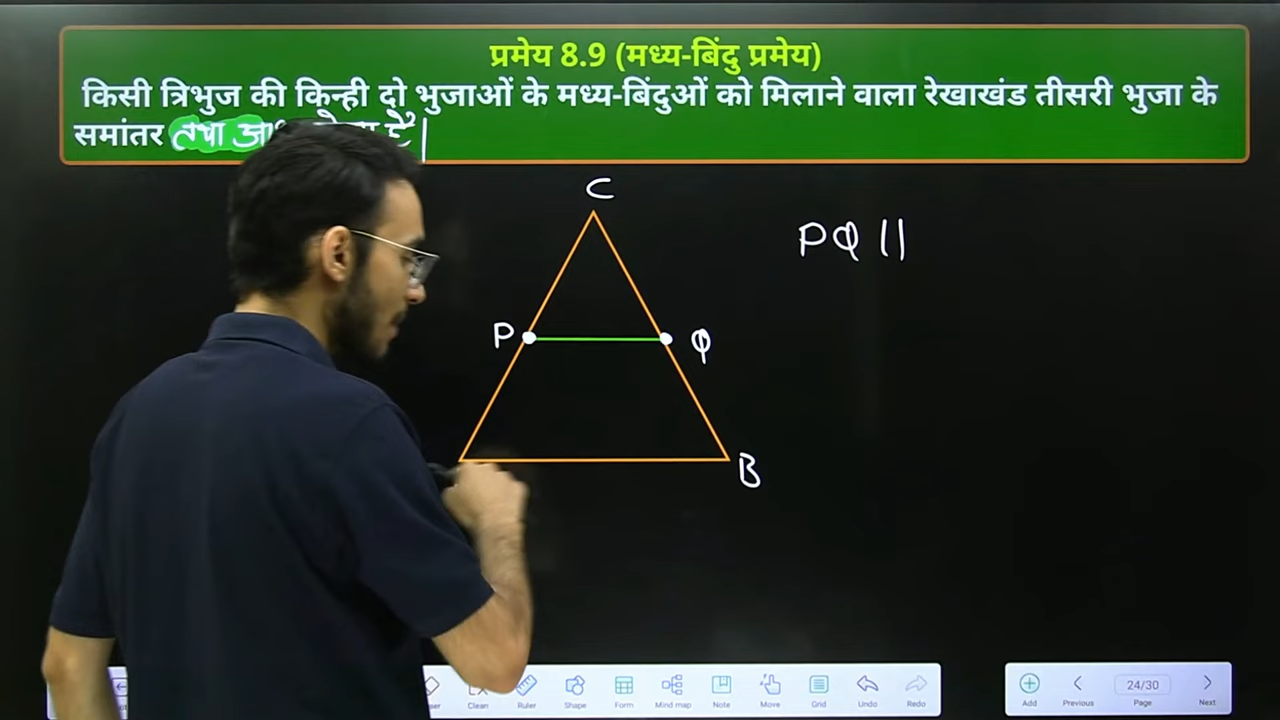 प्रमेय 8.9 (मध्य-बिंदु प्रमेय)
किसी त्रिभुज की किन्ही दो भुजाओं के मध्य-बिंदुओं को मिलाने वाला रेखाखंड तीसरी भुजा के
समांतर तथा
C
PQ ||
P
Q
B
Clean
Ruler
Shape
Form
Mind map
Note
Move
Grid
Undo
Redo
Add
Previous
24/30
Page
Next